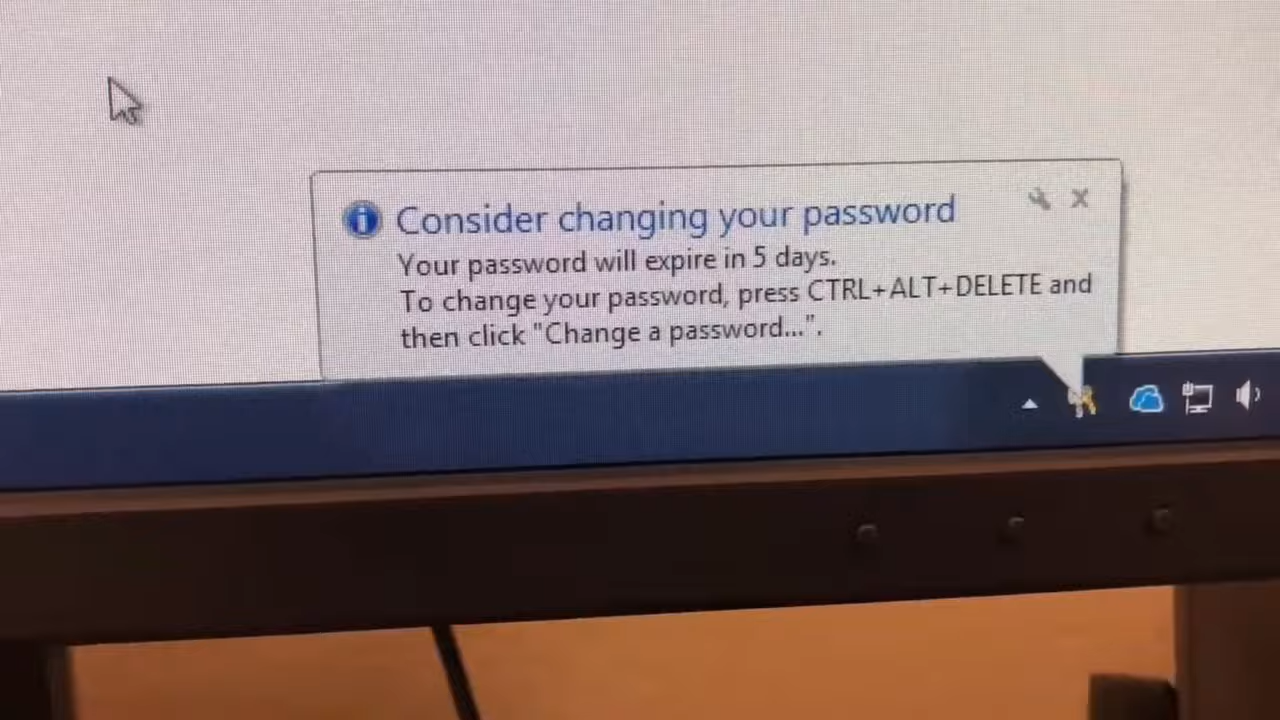 Consider changing your password
Your password will expire in 5 days.
To change your password, press CTRL+ALT+DELETE and
then click "Change a password...".